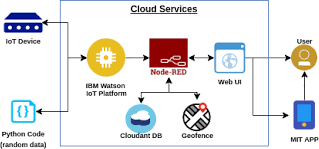 Cloud Services
IoT Device
User
Node-RED
Web UI
IBM Watson
IoT Platform
Python Code
(random data)
Cloudant DB
Geofence
MIT APP